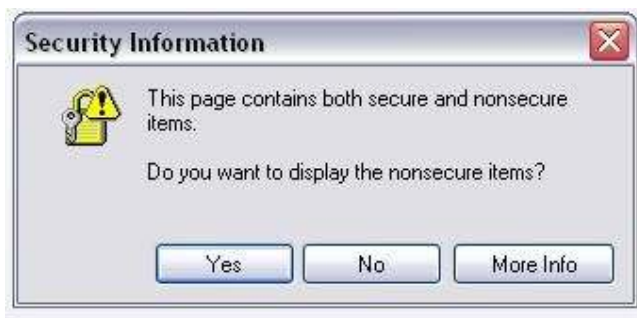 Security Information
This page contains both secure and nonsecure
items.
Do you want to display the nonsecure items?
Yes No More Info